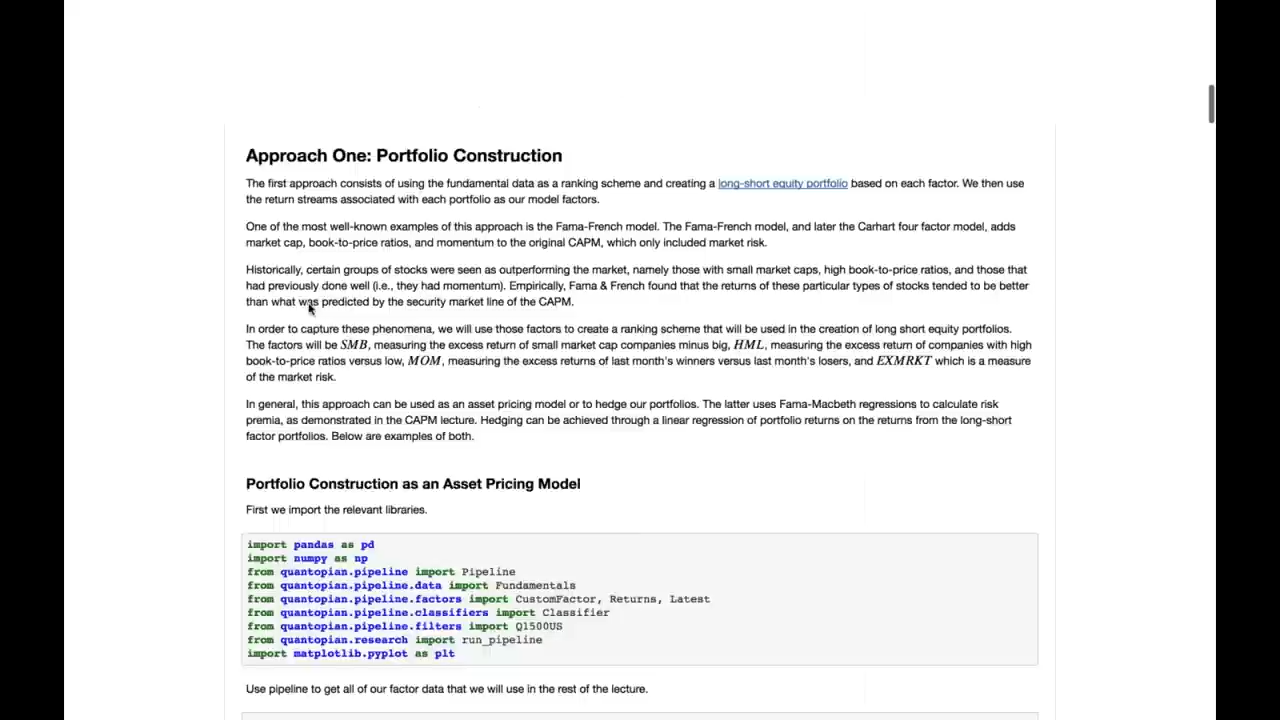 Approach One: Portfolio Construction
The first approach consists of using the fundamental data as a ranking scheme and creating a long-short equity portfolio based on each factor. We then use
the return streams associated with each portfolio as our model factors.
One of the most well-known examples of this approach is the Fama-French model. The Fama-French model, and later the Carhart four factor model, adds
market cap, book-to-price ratios, and momentum to the original CAPM, which only included market risk.
Historically, certain groups of stocks were seen as outperforming the market, namely those with small market caps, high book-to-price ratios, and those that
had previously done well (i.e., they had momentum). Empirically, Fama & French found that the returns of these particular types of stocks tended to be better
than what was predicted by the security market line of the CAPM.
In order to capture these phenomena, we will use those factors to create a ranking scheme that will be used in the creation of long short equity portfolios.
The factors will be SMB, measuring the excess return of small market cap companies minus big, HML, measuring the excess return of companies with high
book-to-price ratios versus low, MOM, measuring the excess returns of last month's winners versus last month's losers, and EXMRKT which is a measure
of the market risk.
In general, this approach can be used as an asset pricing model or to hedge our portfolios. The latter uses Fama-Macbeth regressions to calculate risk
premia, as demonstrated in the CAPM lecture. Hedging can be achieved through a linear regression of portfolio returns on the returns from the long-short
factor portfolios. Below are examples of both.
Portfolio Construction as an Asset Pricing Model
First we import the relevant libraries.
import pandas as pd
import numpy as np
from quantopian.pipeline import Pipeline
from quantopian.pipeline.data import Fundamentals
from quantopian.pipeline.factors import CustomFactor, Returns, Latest
from quantopian.pipeline.classifiers import Classifier
from quantopian.pipeline.filters import Q1500US
from quantopian.research import run_pipeline
import matplotlib.pyplot as plt
Use pipeline to get all of our factor data that we will use in the rest of the lecture.